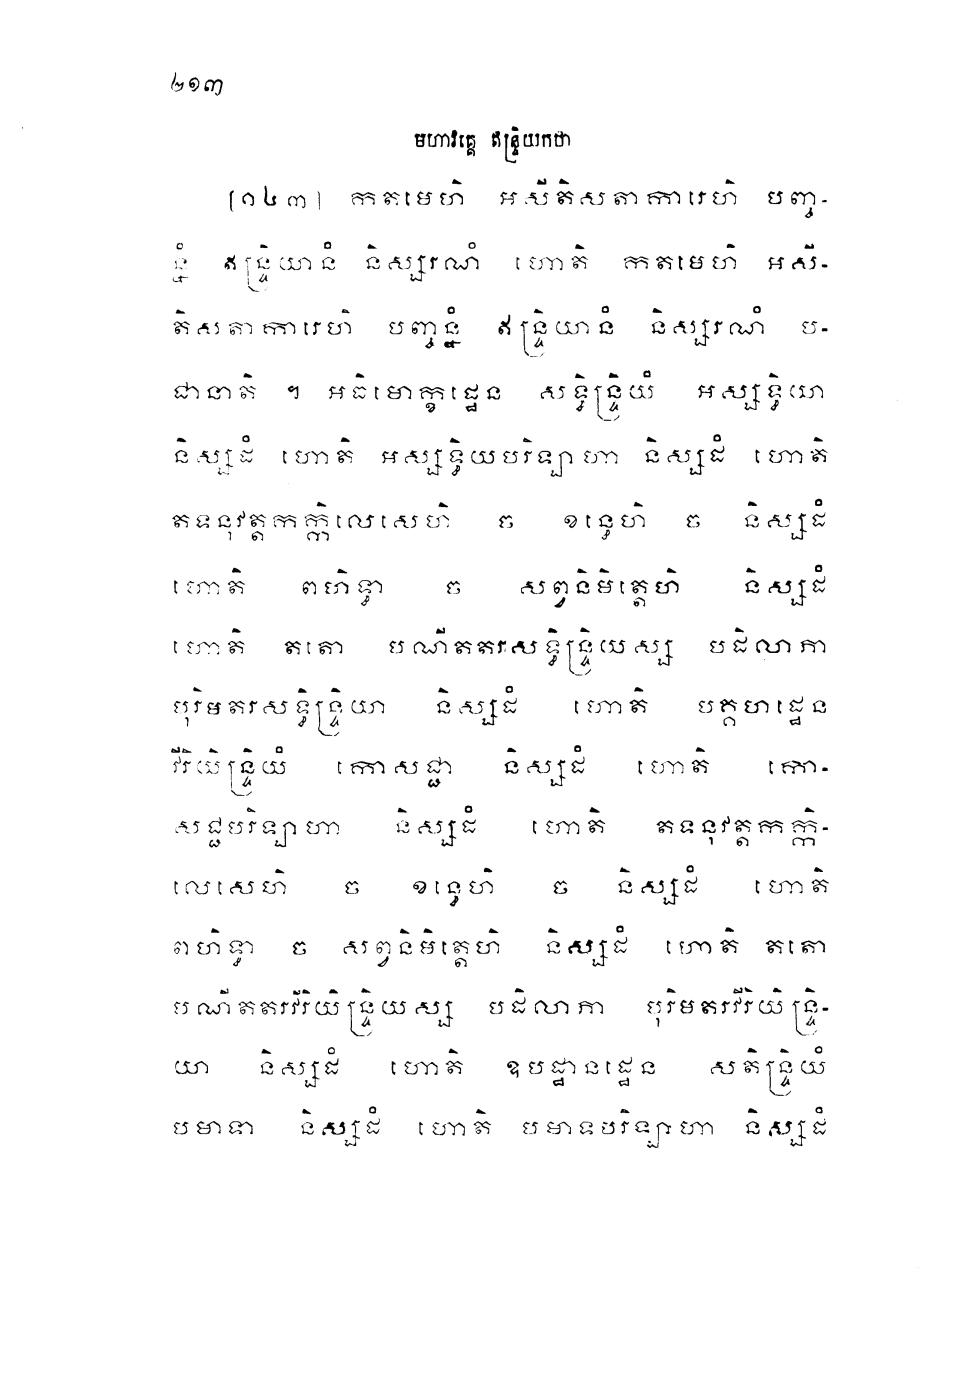 ២១៣
មហាវគ្គេ ឥន្ទ្រិយកថា
[១៤៣] កតមេហិ អសីតិសតាការេហិ បញ្ច-
ន្នំ ឥន្ទ្រិយានំ និស្សរណំ ហោតិ កតមេហិ អសី-
តិសតាការេហិ បញ្ចន្នំ ឥន្ទ្រិយានំ និស្សរណំ ប-
ជានាតិ ។ អធិមោក្ខដ្ឋេន សទ្ធិន្ទ្រិយំ អស្សទ្ធិយា
និស្សដំ ហោតិ អស្សទ្ធិយបរិឡាហា និស្សដំ ហោតិ
តទនុវត្តកកិលេសេហិ ច ខន្ធេហិ ច និស្សដំ
ហោតិ ពហិទ្ធា ច សព្វនិមិត្តេហិ និស្សដំ
ហោតិ តតោ បណីតតរសទ្ធិន្ទ្រិយស្ស បដិលាភា
បុរិមតរសទ្ធិន្ទ្រិយា និស្សដំ ហោតិ បគ្គហដ្ឋេន
វីរិយិន្ទ្រិយំ កោសជ្ជា និស្សដំ ហោតិ កោ-
សជ្ជបរិឡាហា និស្សដំ ហោតិ តទនុវត្តកក្កិ-
លេសេហិ ច ខន្ធេហិ ច និស្សដំ ហោតិ
ពហិទ្ធា ច សព្វនិមិត្តេហិ និស្សដំ ហោតិ តតោ
បណីតតរវីរិយិន្ទ្រិយស្ស បដិលាភា បុរិមតរវីរិយិន្ទ្រិ-
យា និស្សដំ ហោតិ ឧបដ្ឋានដ្ឋេន សតិន្ទ្រិយំ
បមាទា និស្សដំ ហោតិ បមាទបរិឡាហា និស្សដំ